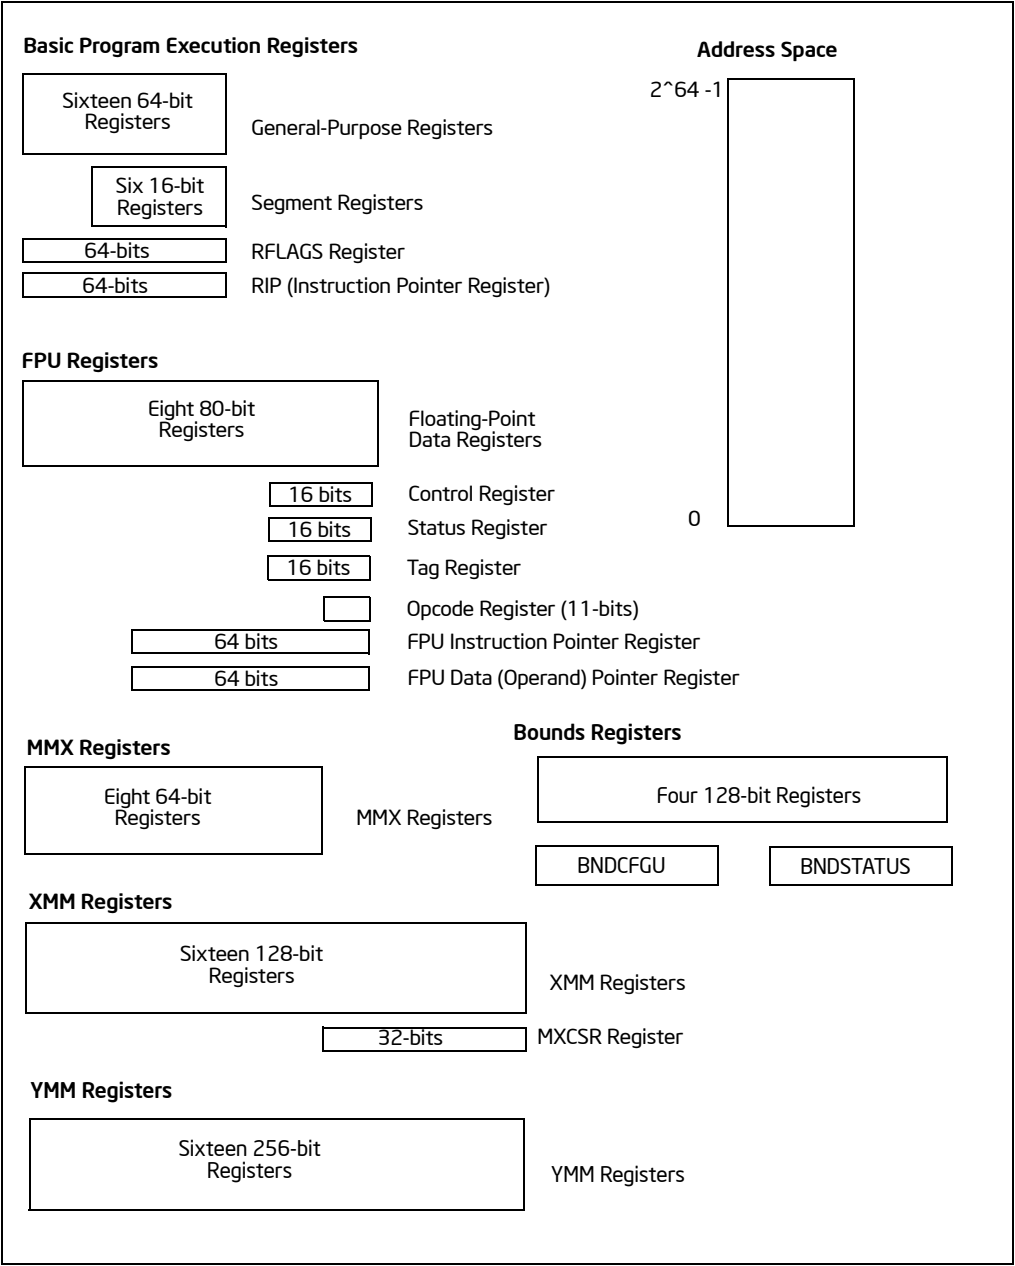 Basic Program Execution Registers
Address Space
2^64 -1
Sixteen 64-bit
Registers
General-Purpose Registers
Six 16-bit
Registers
Segment Registers
64-bits
RFLAGS Register
64-bits
RIP (Instruction Pointer Register)
FPU Registers
Eight 80-bit
Registers
Floating-Point
Data Registers
16 bits
Control Register
0
16 bits
Status Register
16 bits
Tag Register
Opcode Register (11-bits)
64 bits
FPU Instruction Pointer Register
64 bits
FPU Data (Operand) Pointer Register
MMX Registers
Eight 64-bit
Registers
MMX Registers
Bounds Registers
Four 128-bit Registers
BNDCFGU
BNDSTATUS
XMM Registers
Sixteen 128-bit
Registers
XMM Registers
32-bits
MXCSR Register
YMM Registers
Sixteen 256-bit
Registers
YMM Registers